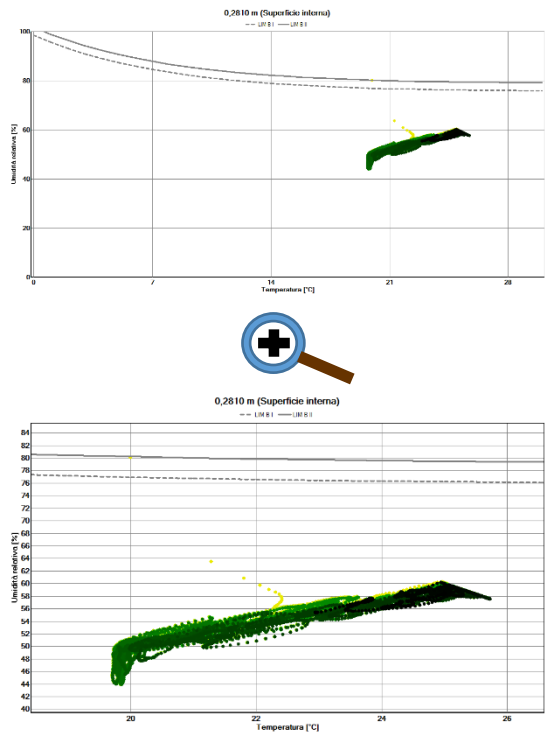 0,2810 m (Superficie interna)
LIM B I LIM B II
Umidità relativa [%]
100
80
60
40
20
0
0 7 14 21 28
Temperatura [°C]
0,2810 m (Superficie interna)
LIM B I LIM B II
Umidità relativa [%]
84
82
80
78
76
74
72
70
68
66
64
62
60
58
56
54
52
50
48
46
44
42
40
20 22 24 26
Temperatura [°C]